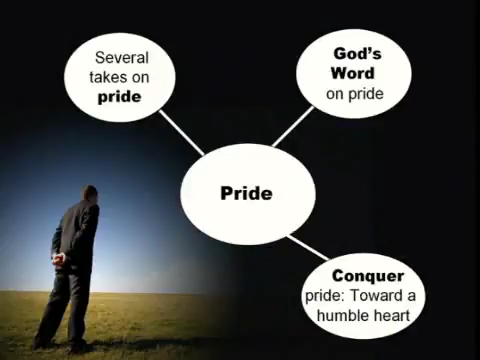 Several
takes on
pride
God's
Word
on pride
Pride
Conquer
pride: Toward a
humble heart